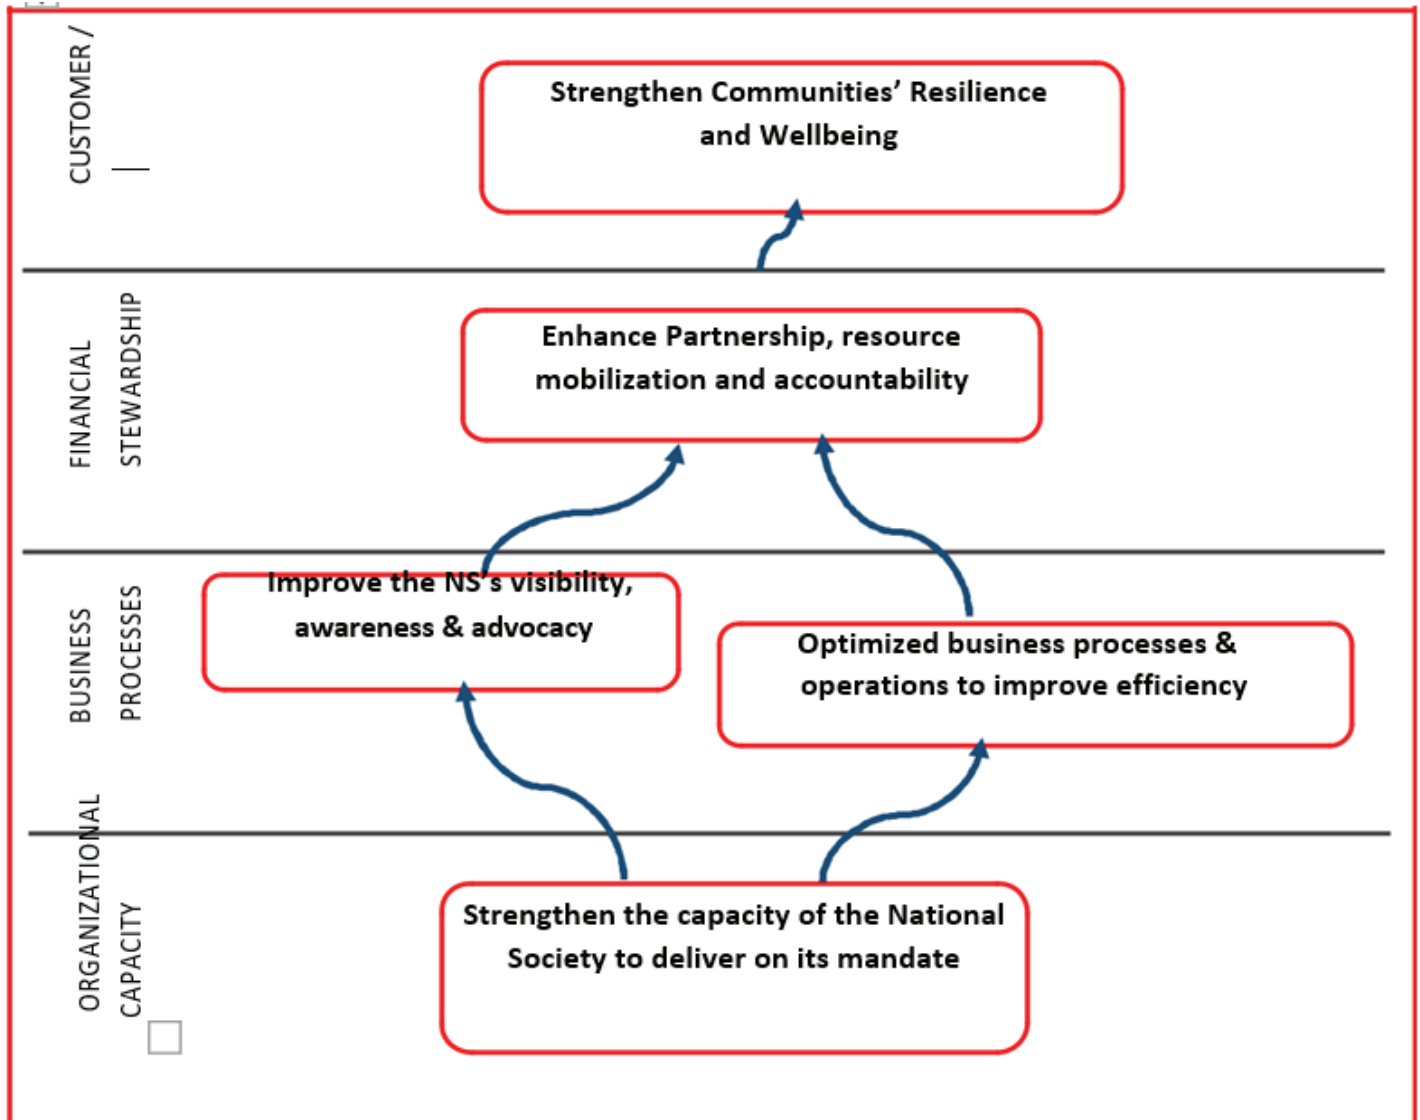 CUSTOMER /
Strengthen Communities’ Resilience
and Wellbeing
FINANCIAL
STEWARDSHIP
Enhance Partnership, resource
mobilization and accountability
BUSINESS
PROCESSES
Improve the NS’s visibility,
awareness & advocacy
Optimized business processes &
operations to improve efficiency
ORGANIZATIONAL
CAPACITY
Strengthen the capacity of the National
Society to deliver on its mandate